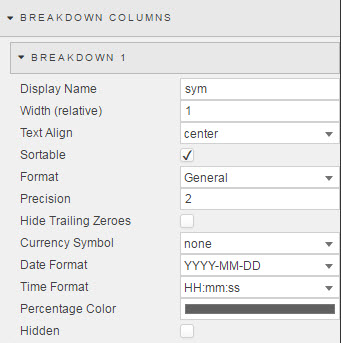 BREAKDOWN COLUMNS
BREAKDOWN 1
Display Name sym
Width (relative) 1
Text Align center
Sortable
Format General
Precision 2
Hide Trailing Zeroes
Currency Symbol none
Date Format YYYY-MM-DD
Time Format HH:mm:ss
Percentage Color
Hidden